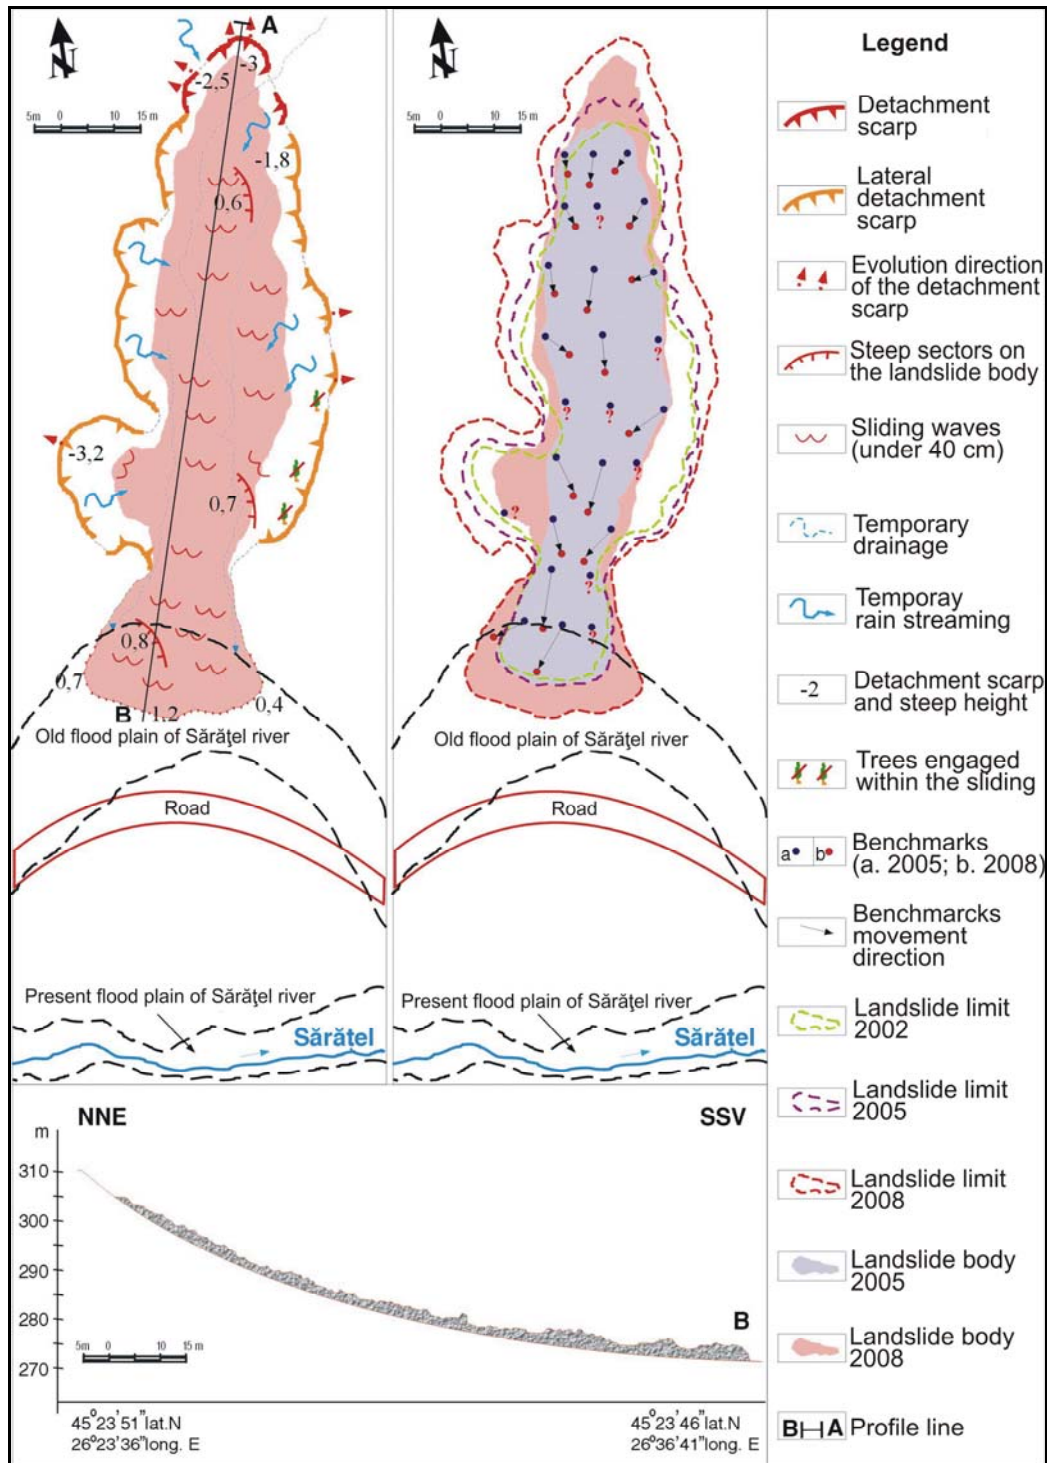 A
N
5m 0 10 15 m
-3
-2,5
-1,8
0,6
-3,2
0,7
0,8
0,7
0,4
B
1,2
Old flood plain of Sărăţel river
Road
Present flood plain of Sărăţel river
Sărăţel
N
5m 0 10 15 m
?
?
?
?
?
?
?
?
?
Old flood plain of Sărăţel river
Road
Present flood plain of Sărăţel river
Sărăţel
NNE
SSV
m
310
300
290
280
270
B
5m 0 10 15 m
45°23'51"lat.N
26°23'36"long. E
45°23'46"lat.N
26°36'41"long. E
Legend
Detachment
scarp
Lateral
detachment
scarp
Evolution direction
of the detachment
scarp
Steep sectors on
the landslide body
Sliding waves
(under 40 cm)
Temporary
drainage
Temporay
rain streaming
-2
Detachment scarp
and steep height
Trees engaged
within the sliding
a b
Benchmarks
(a. 2005; b. 2008)
Benchmarcks
movement
direction
Landslide limit
2002
Landslide limit
2005
Landslide limit
2008
Landslide body
2005
Landslide body
2008
B A Profile line